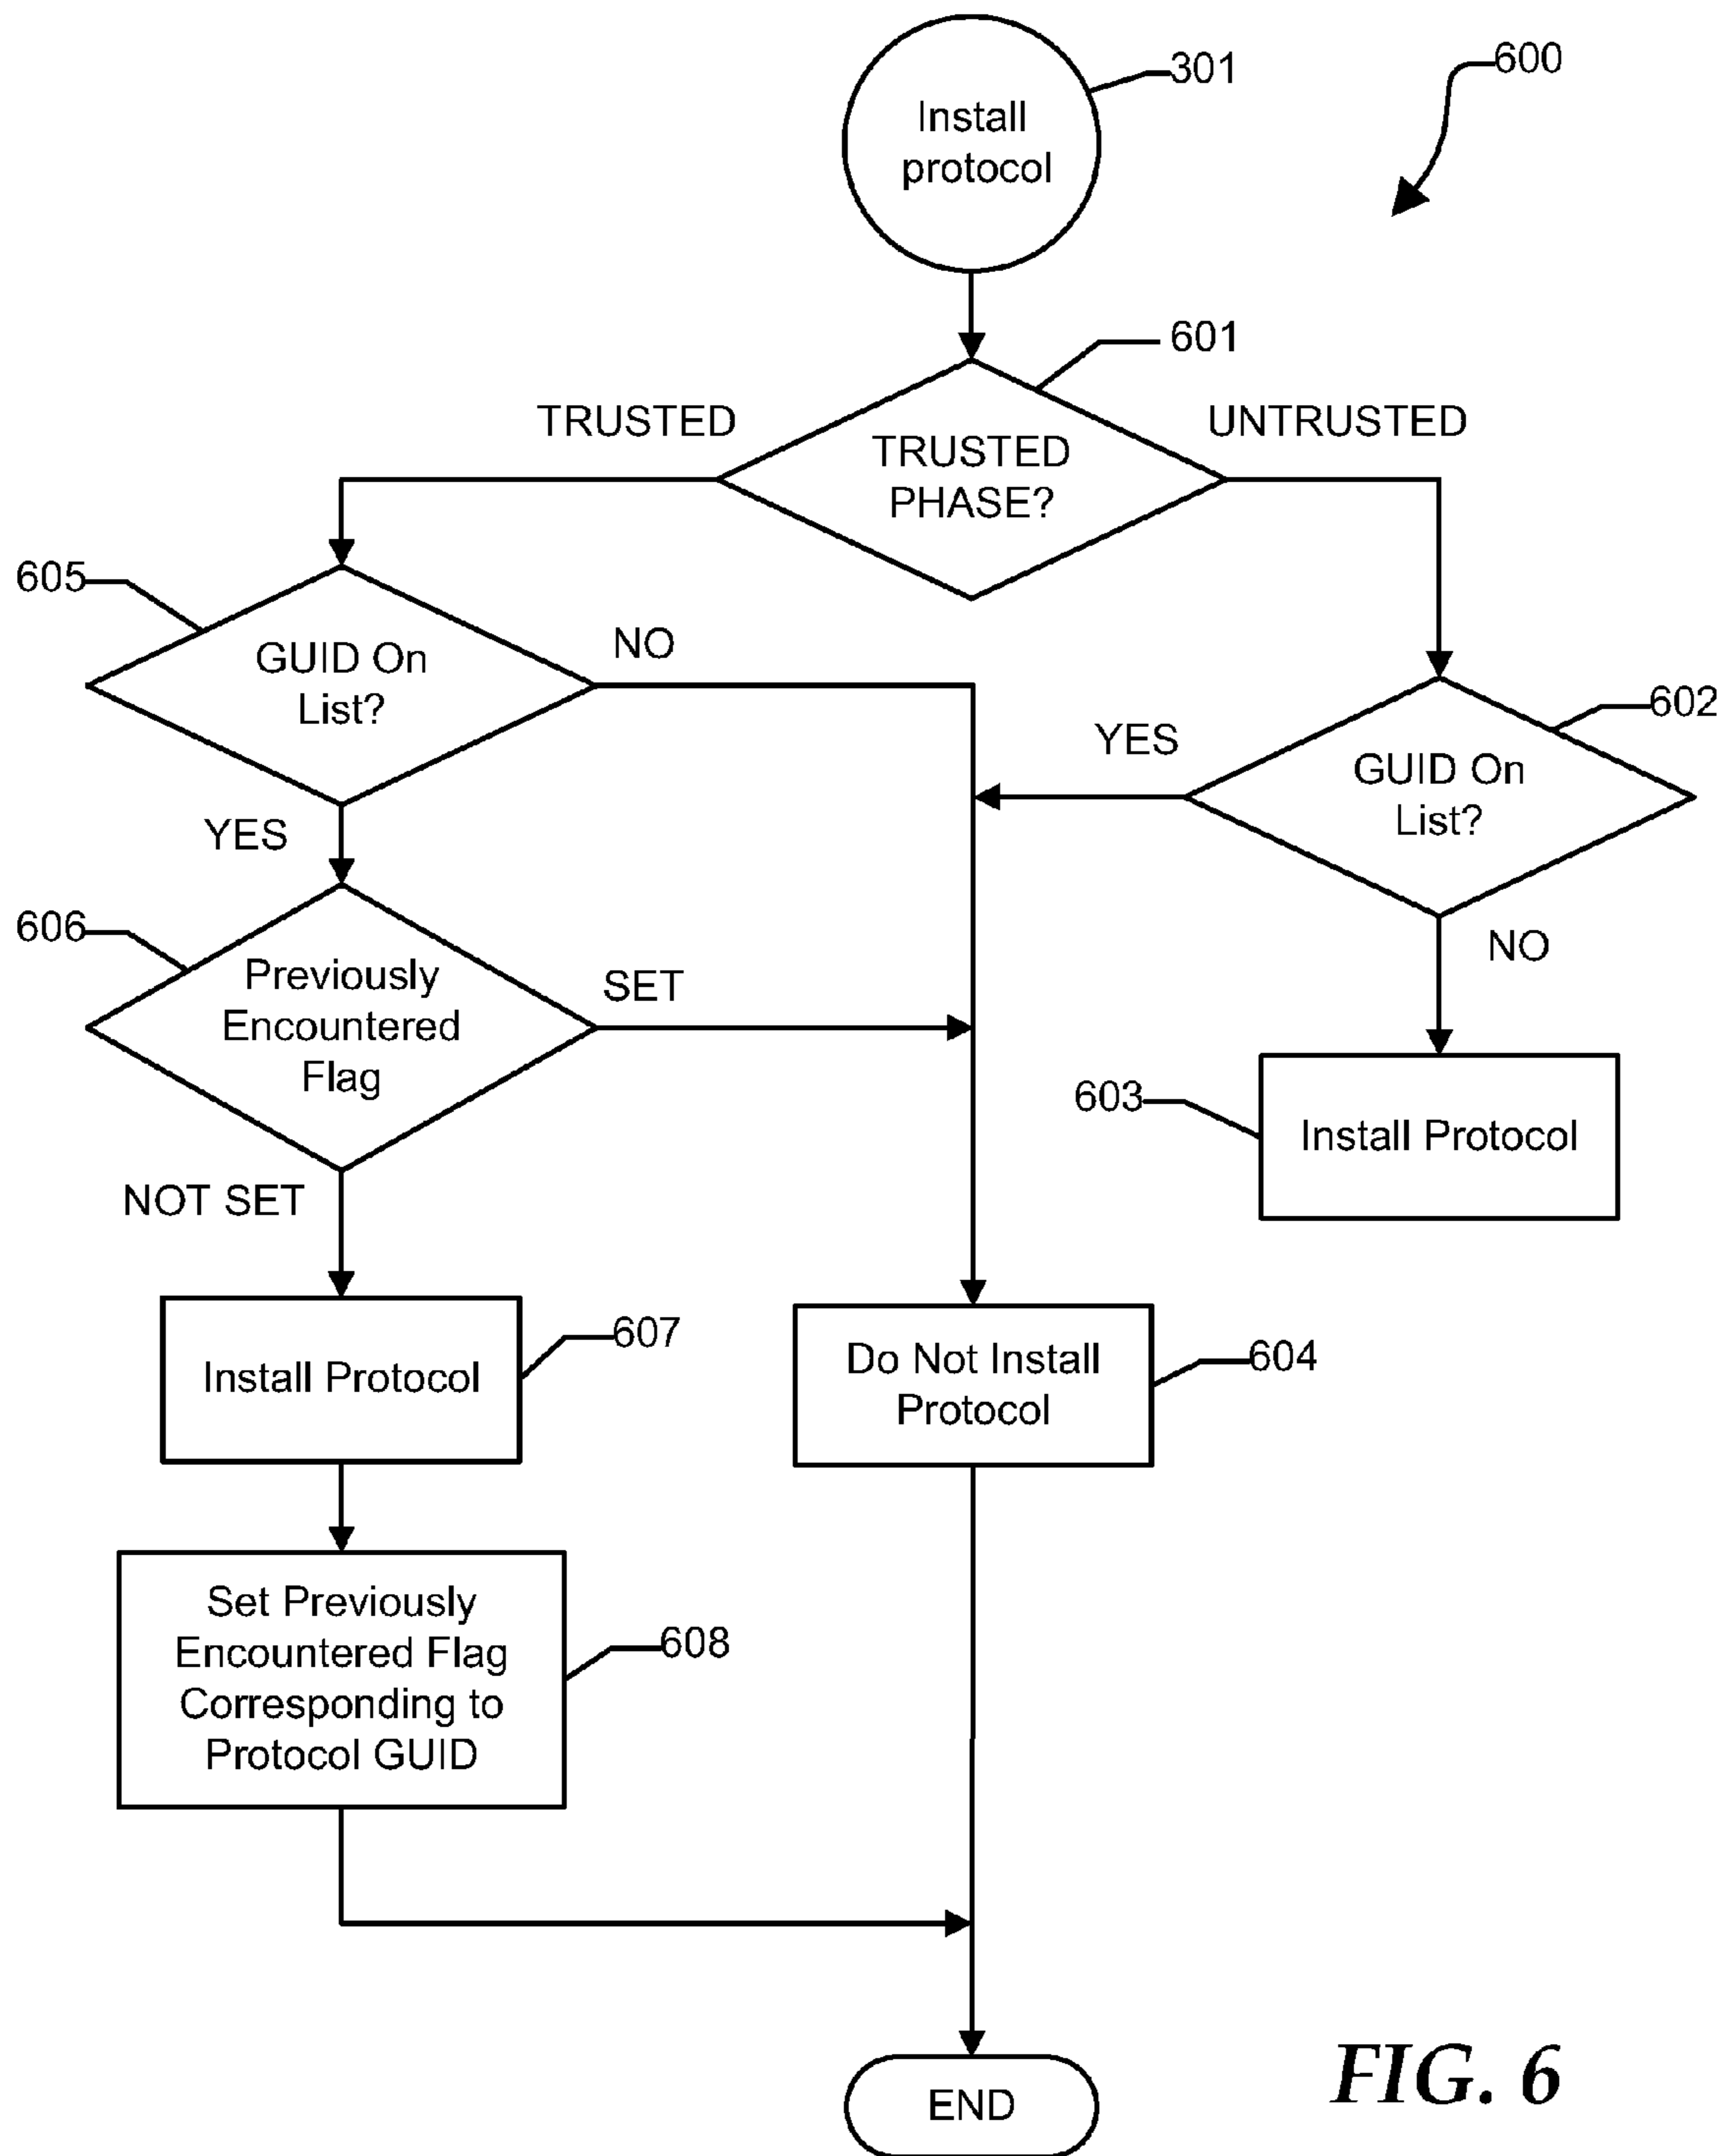 Install
protocol
301
600
601
TRUSTED
UNTRUSTED
TRUSTED
PHASE?
605
GUID On
List?
NO
602
YES
GUID On
List?
YES
606
Previously
Encountered
Flag
SET
NO
603
Install Protocol
NOT SET
607
Install Protocol
604
Do Not Install
Protocol
608
Set Previously
Encountered Flag
Corresponding to
Protocol GUID
END
FIG. 6